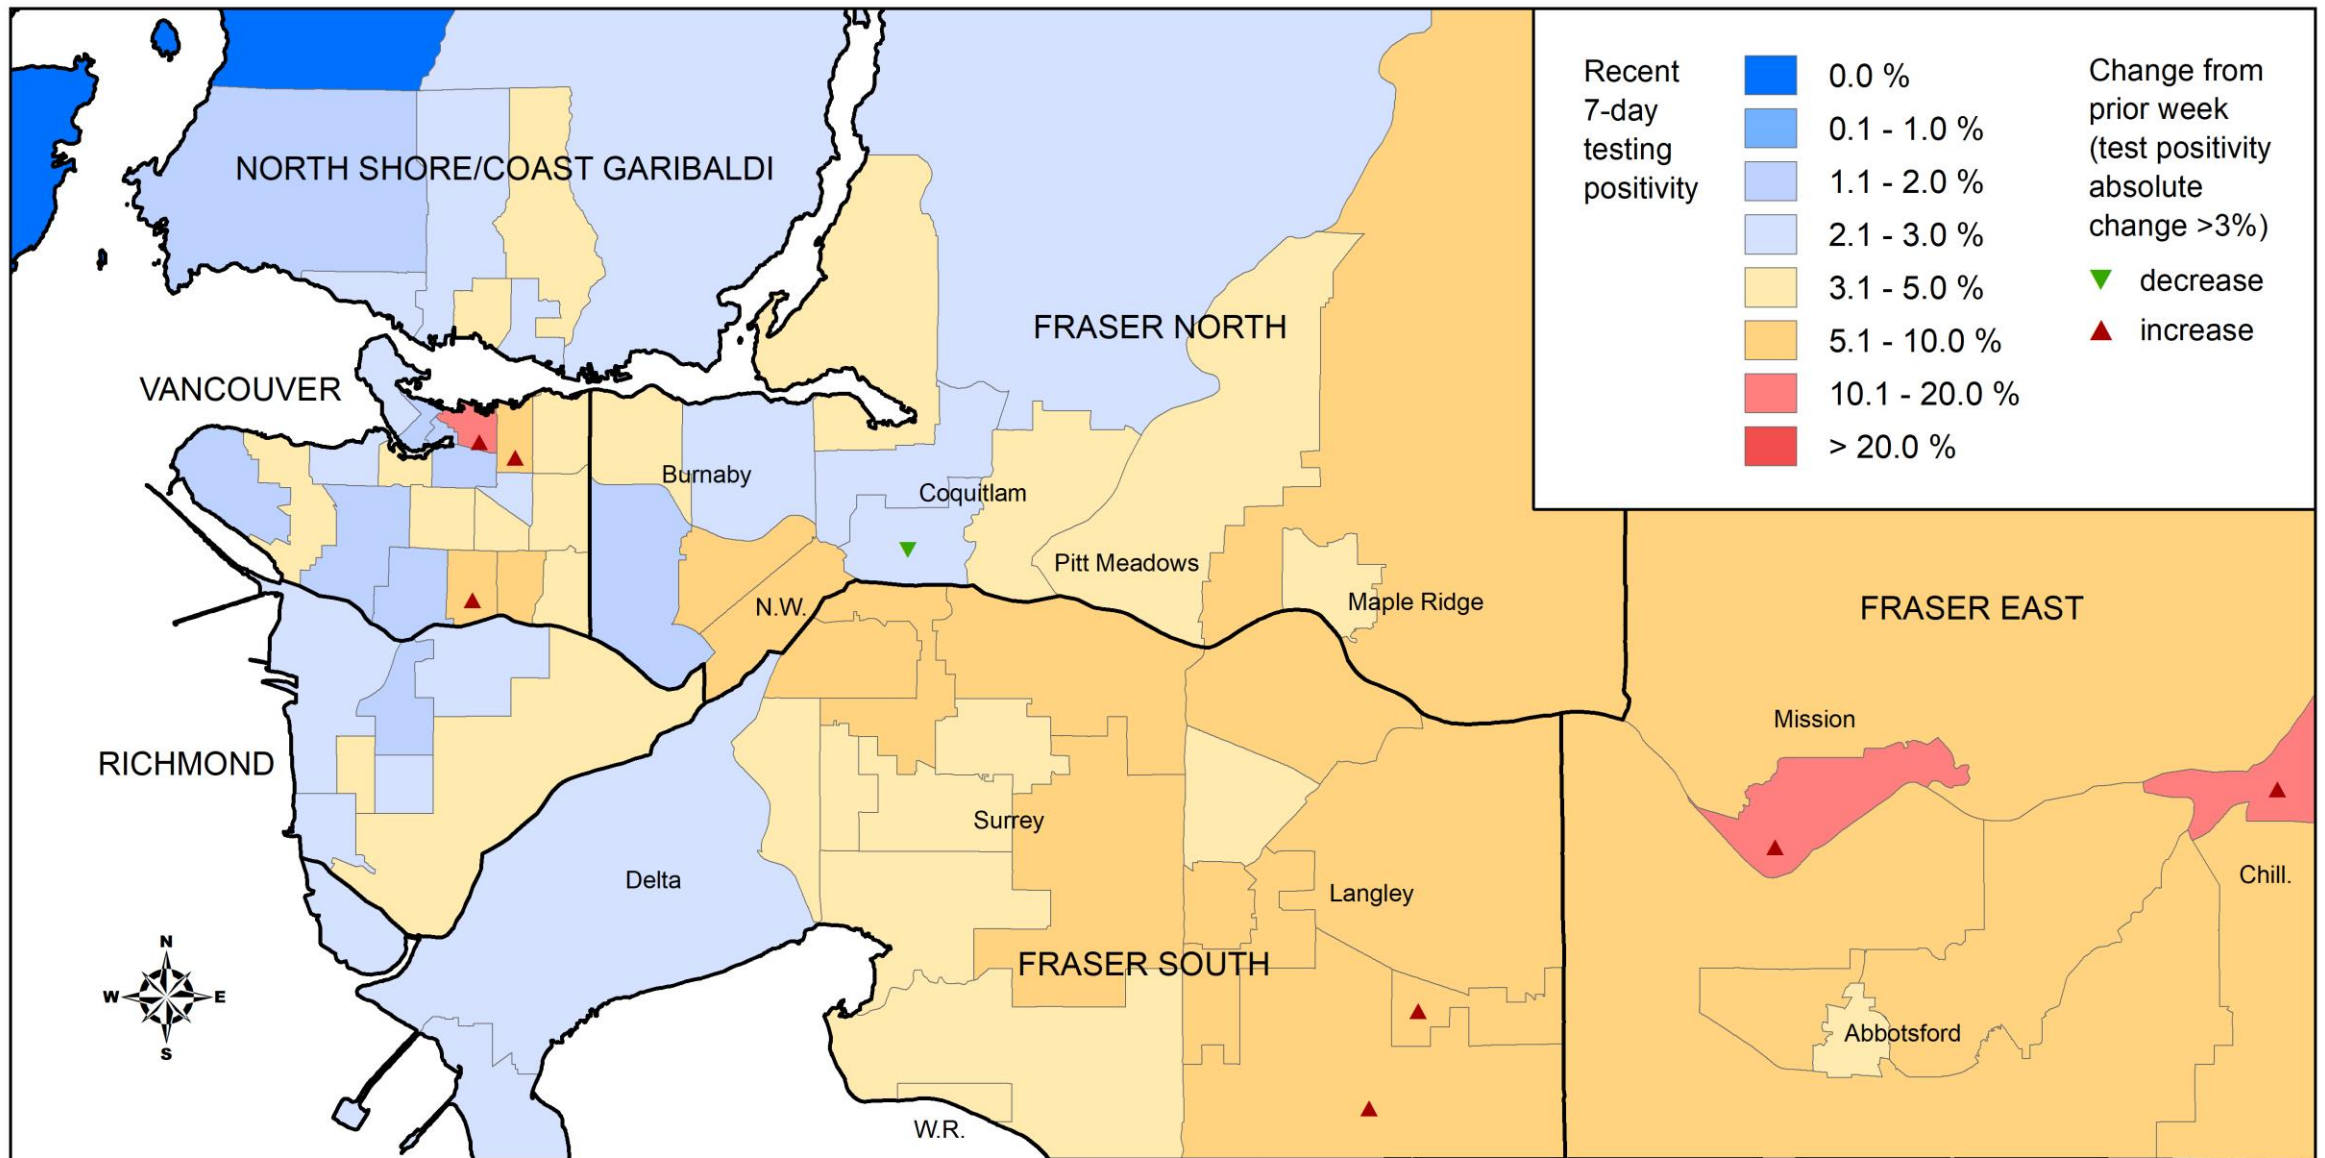 Recent
7-day
testing
positivity
0.0 %
0.1 - 1.0 %
1.1 - 2.0 %
2.1 - 3.0 %
3.1 - 5.0 %
5.1 - 10.0 %
10.1 - 20.0 %
> 20.0 %
Change from
prior week
(test positivity
absolute
change >3%)
decrease
increase
NORTH SHORE/COAST GARIBALDI
FRASER NORTH
VANCOUVER
Burnaby
Coquitlam
Pitt Meadows
N.W.
Maple Ridge
FRASER EAST
Mission
RICHMOND
Surrey
Delta
Langley
Chill.
FRASER SOUTH
Abbotsford
W.R.
N
W E
S